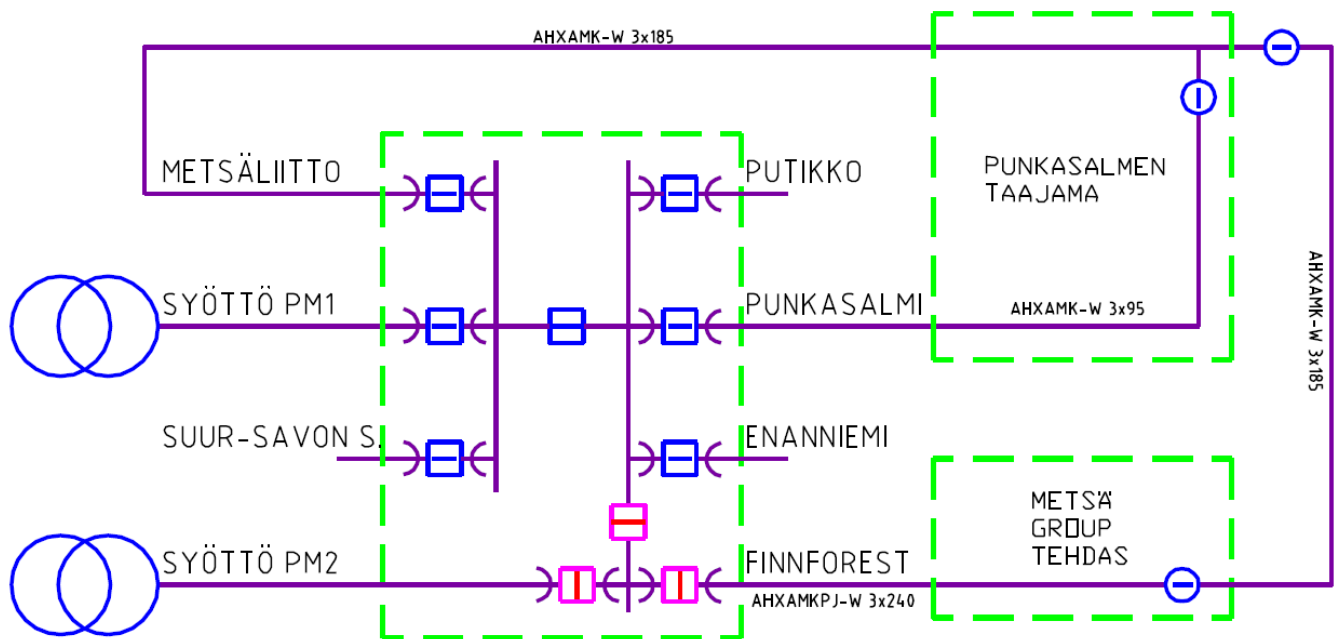 AHXAMK-W 3x185
METSÄLIITTO
PUTIKKO
PUNKASALMEN
TAAJAMA
SYÖTTÖ PM1
PUNKASALMI
AHXAMK-W 3x95
AHXAMK-W 3x185
SUUR-SAVON S.
ENANNIEMI
METSÄ
GROUP
TEHDAS
SYÖTTÖ PM2
FINNFOREST
AHXAMKPJ-W 3x240